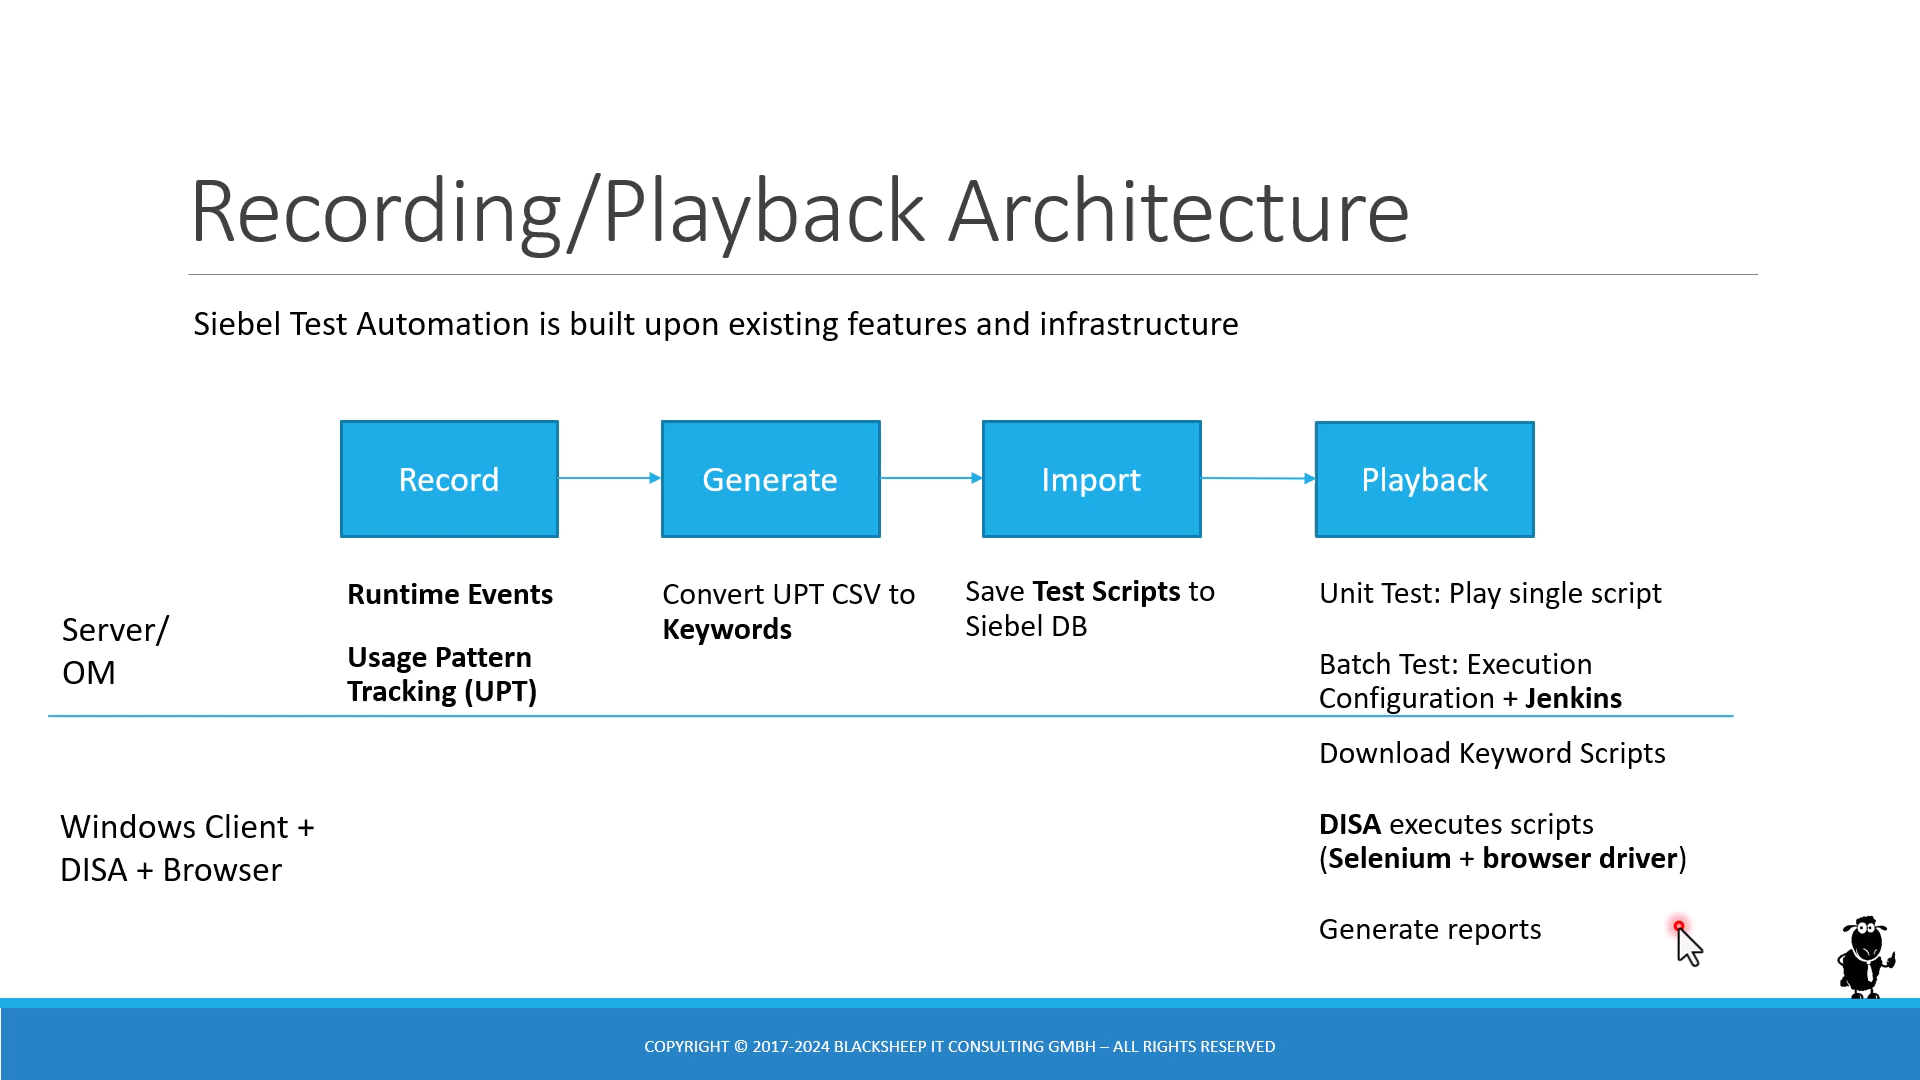 Recording/Playback Architecture
Siebel Test Automation is built upon existing features and infrastructure
Record
Generate
Import
Playback
Server/
OM
Runtime Events
Usage Pattern
Tracking (UPT)
Convert UPT CSV to
Keywords
Save Test Scripts to
Siebel DB
Unit Test: Play single script
Batch Test: Execution
Configuration + Jenkins
Windows Client +
DISA + Browser
Download Keyword Scripts
DISA executes scripts
(Selenium + browser driver)
Generate reports
COPYRIGHT © 2017-2024 BLACKSHEEP IT CONSULTING GMBH – ALL RIGHTS RESERVED